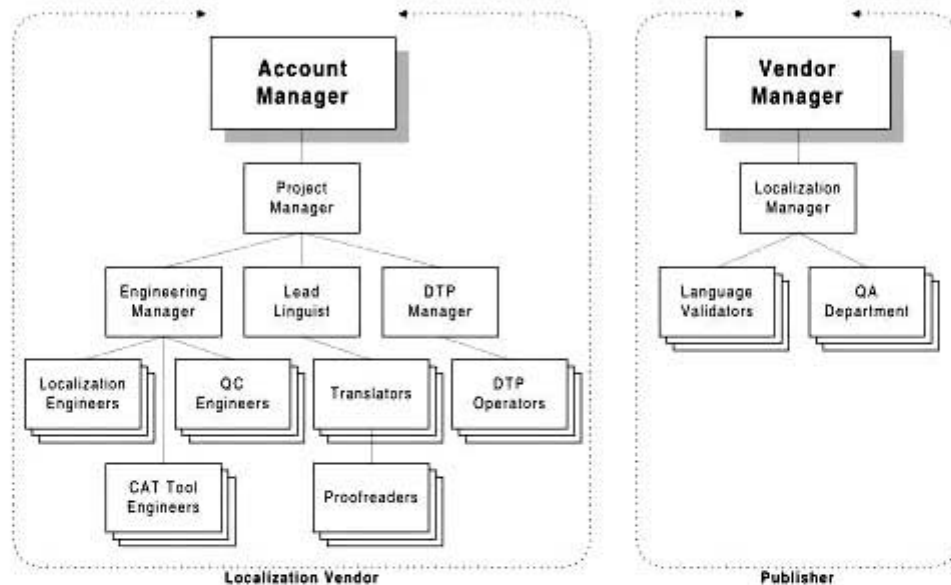 Account
Manager
Vendor
Manager
Project
Manager
Localization
Manager
Engineering
Manager
Lead
Linguist
DTP
Manager
Language
Validators
QA
Department
Localization
Engineers
QC
Engineers
Translators
DTP
Operators
CAT Tool
Engineers
Proofreaders
Localization Vendor
Publisher